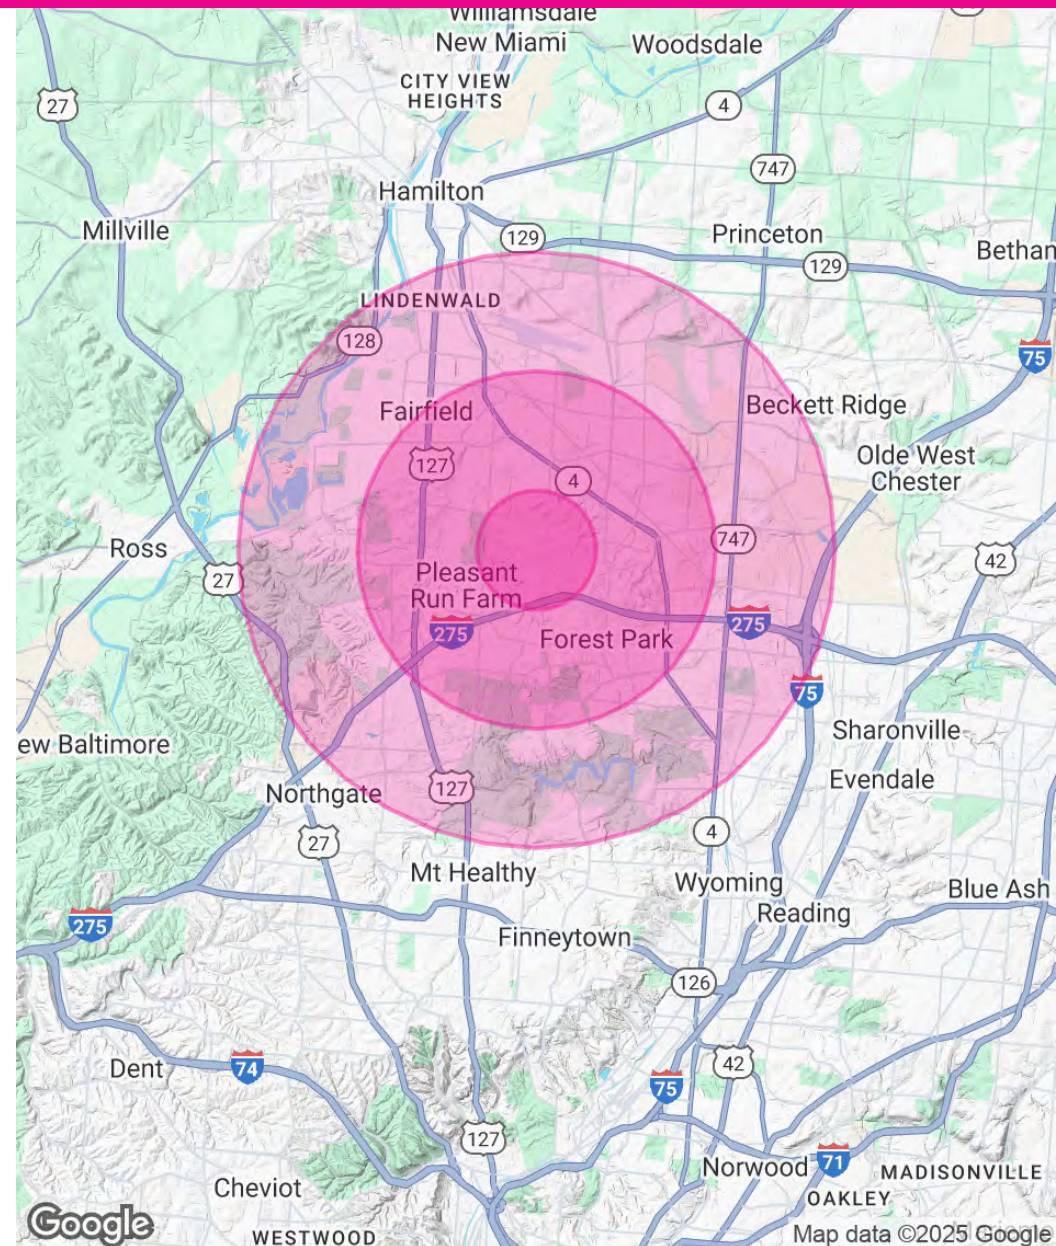 Williamsdale
New Miami
Woodsdale
CITY VIEW
HEIGHTS
27
4
747
Hamilton
Millville
129
Princeton
129
Bethan
LINDENWALD
128
75
Fairfield
Beckett Ridge
127
4
Olde West
Chester
747
Ross
42
27
Pleasant
Run Farm
275
Forest Park
275
75
Sharonville
ew Baltimore
Evendale
127
Northgate
27
4
Mt Healthy
Wyoming
Blue Ash
Reading
275
Finneytown
126
Dent
74
42
75
127
Norwood
71
MADISONVILLE
Cheviot
OAKLEY
Google
WESTWOOD
Map data ©2025 Google